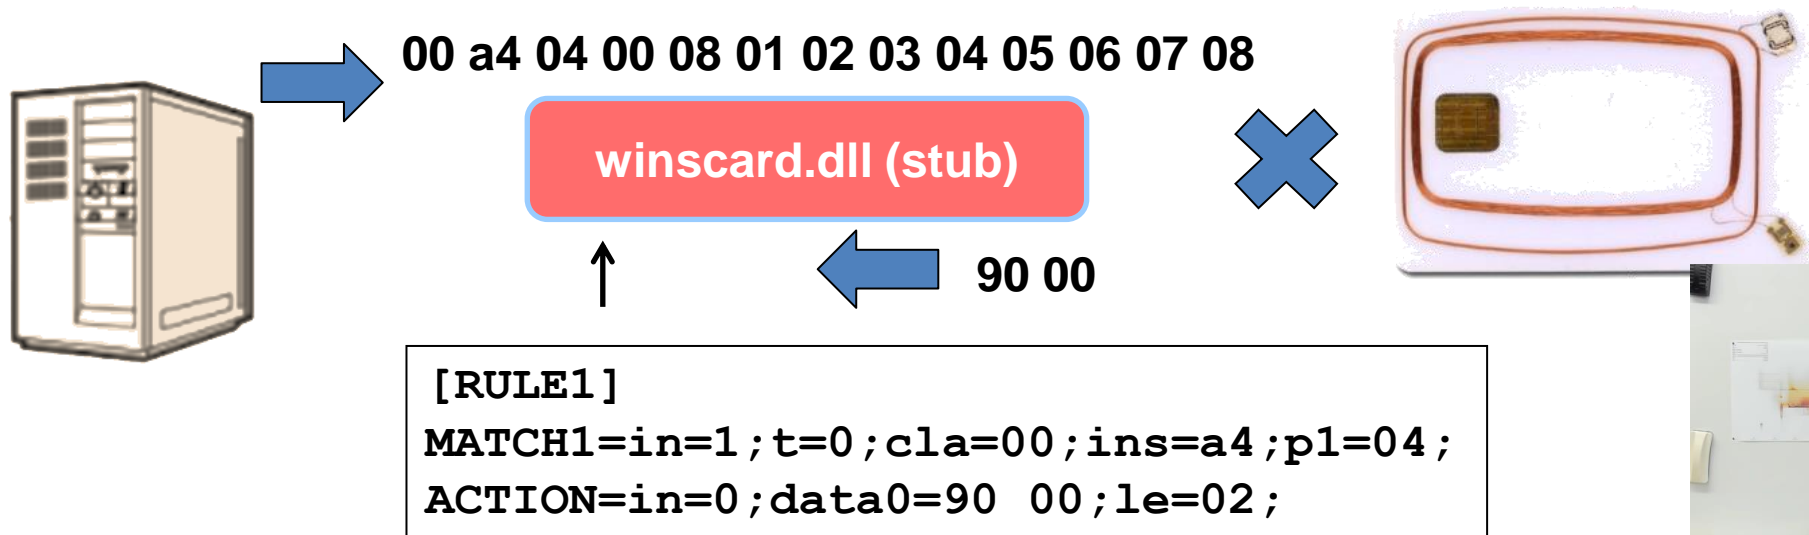 00 a4 04 00 08 01 02 03 04 05 06 07 08
winscard.dll (stub)
90 00
[RULE1]
MATCH1=in=1;t=0;cla=00;ins=a4;p1=04;
ACTION=in=0;data0=90 00;le=02;